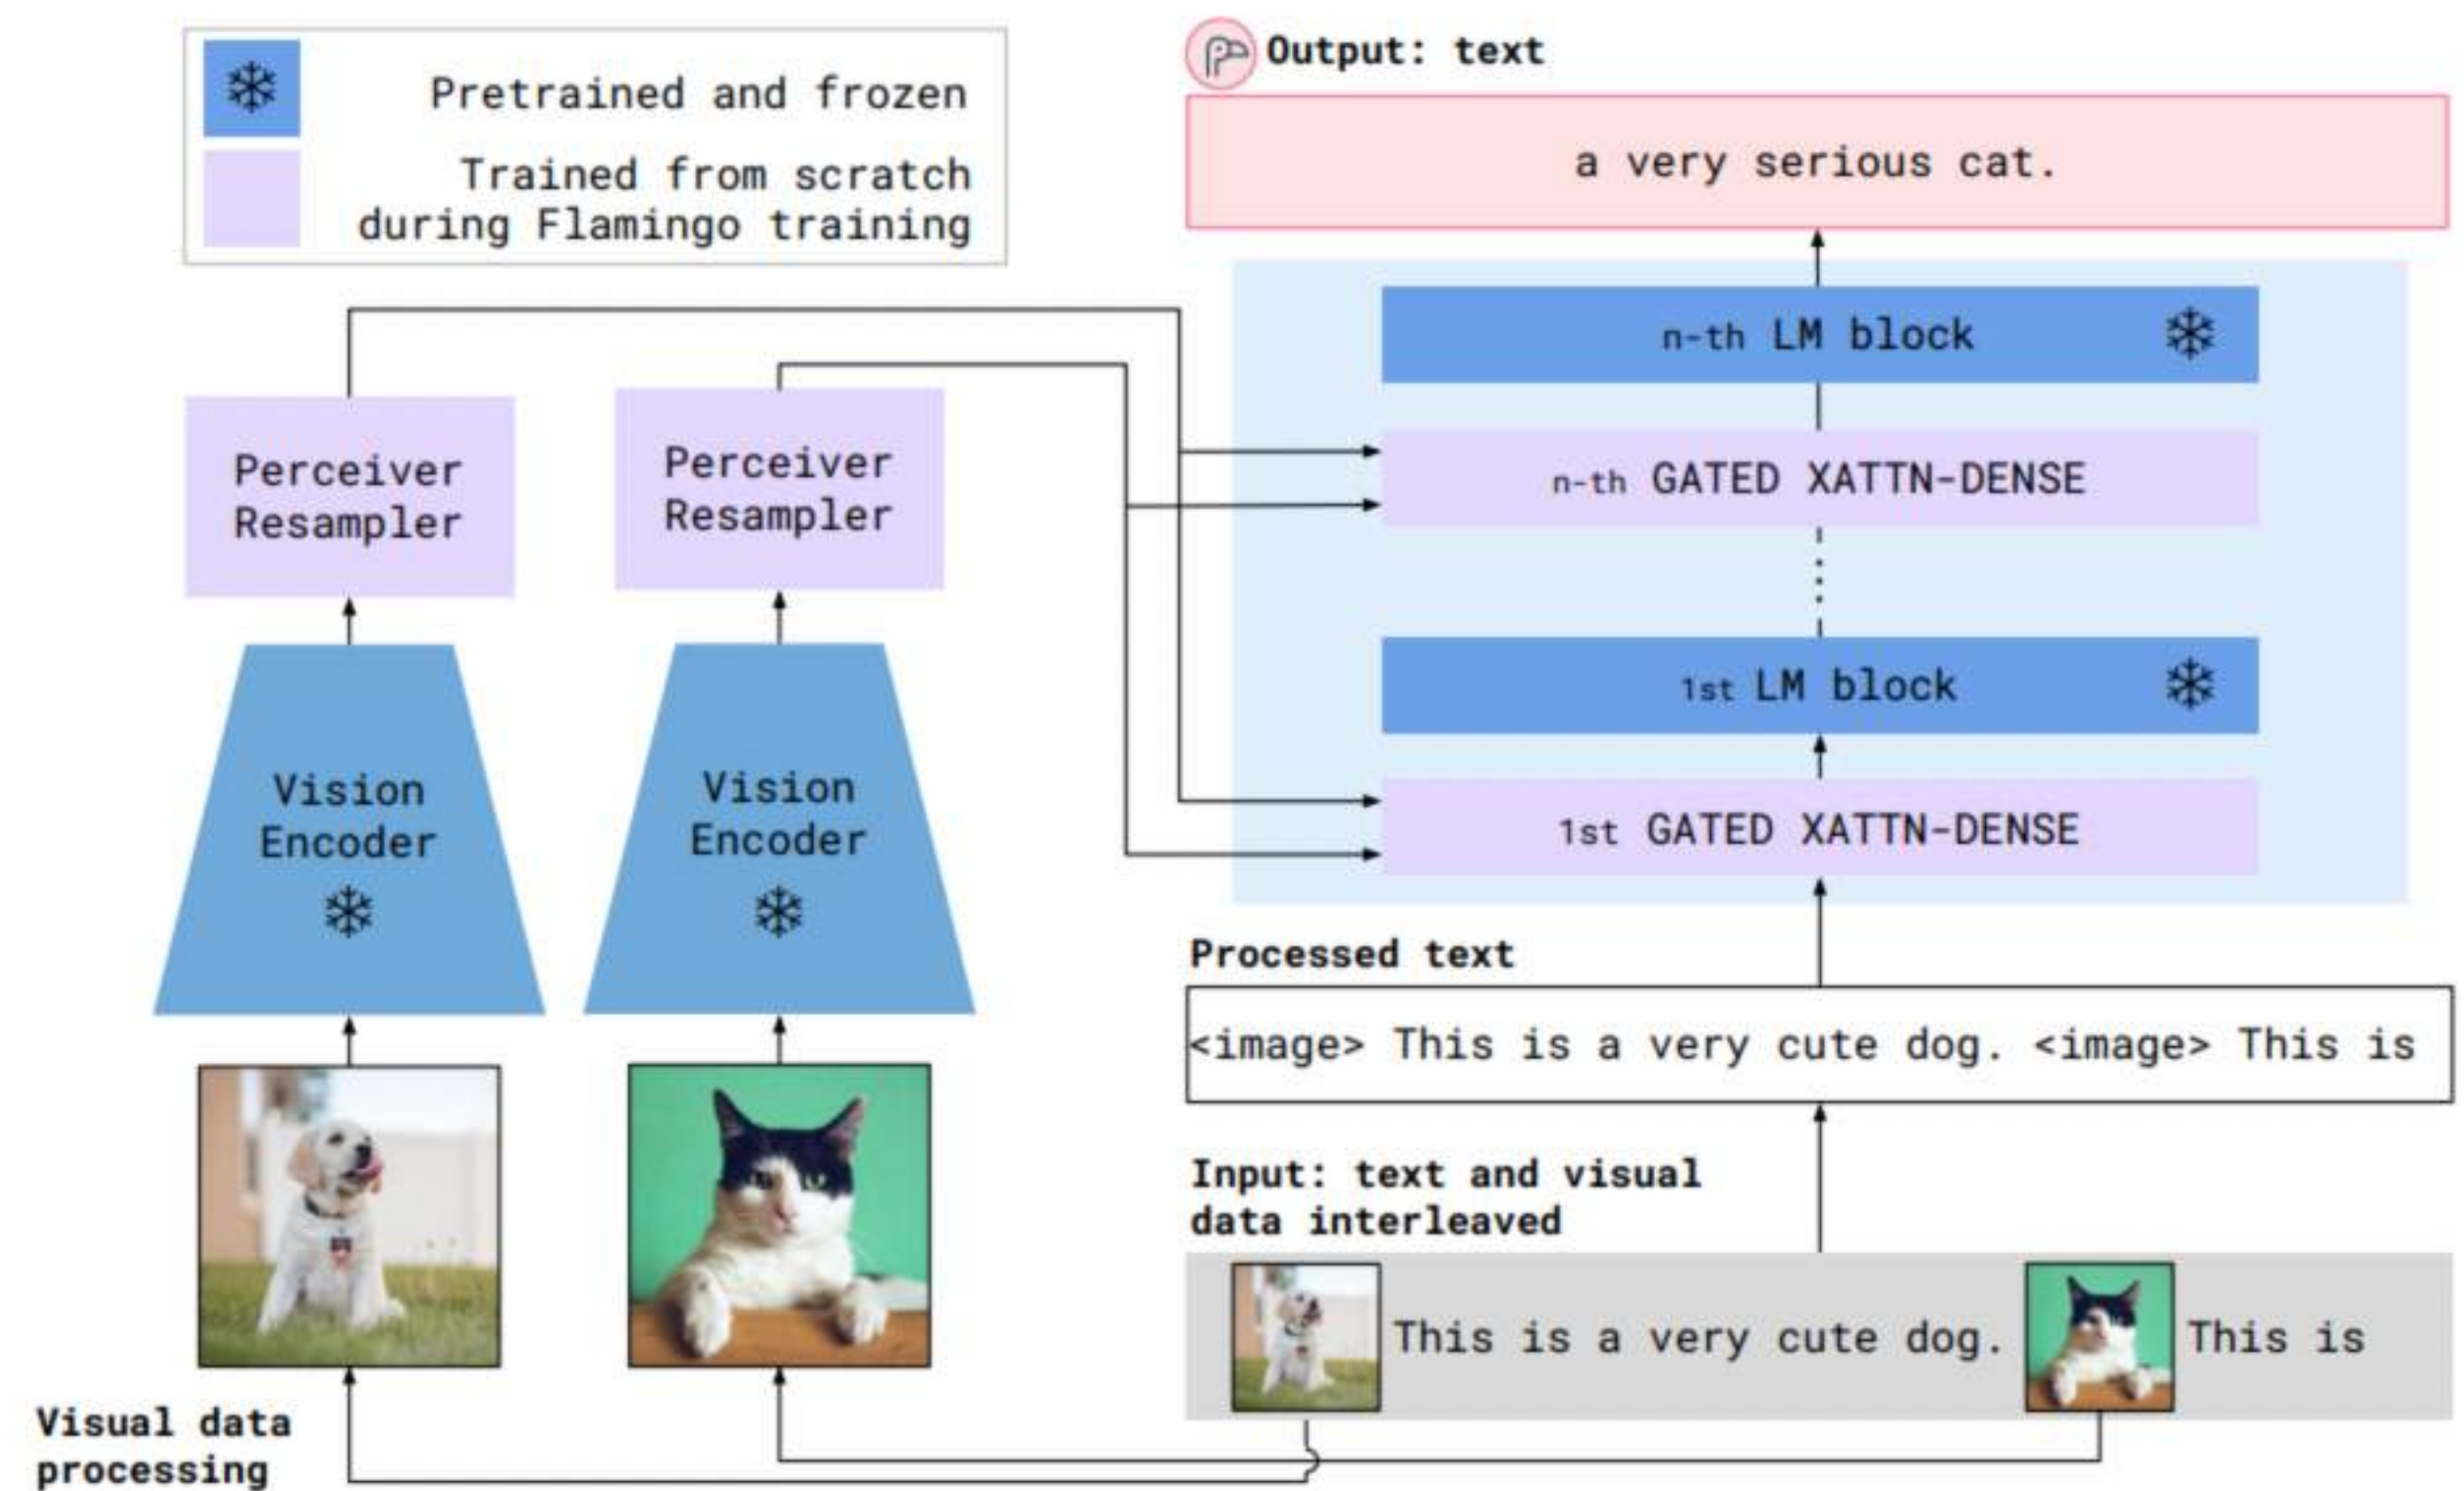 Pretrained and frozen
Trained from scratch
during Flamingo training
Output: text
a very serious cat.
n-th LM block
n-th GATED XATTN-DENSE
1st LM block
1st GATED XATTN-DENSE
Perceiver
Resampler
Perceiver
Resampler
Vision
Encoder
Vision
Encoder
Processed text
<image> This is a very cute dog. <image> This is
Input: text and visual
data interleaved
This is a very cute dog.
This is
Visual data
processing